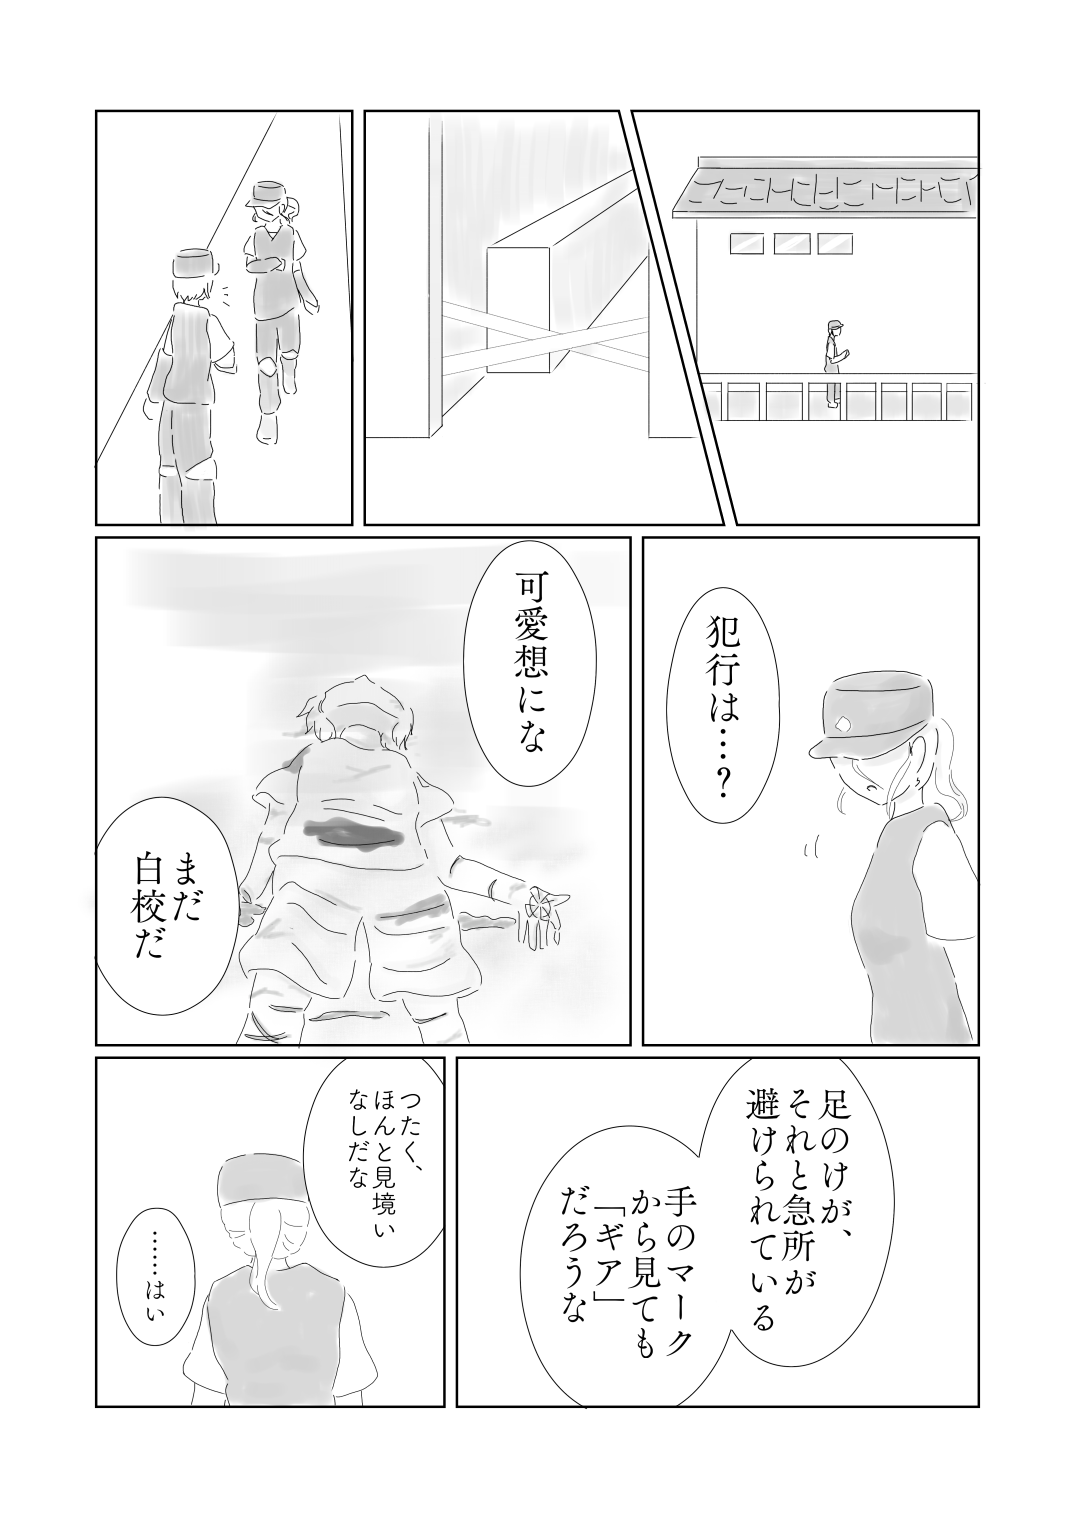 犯行は…?
可愛想にな
まだ
白校だ
足のけが、
それと急所が
避けられている
手のマーク
から見ても
「ギア」
だろうな
つたく、
ほんと見境い
なしだな
……はい